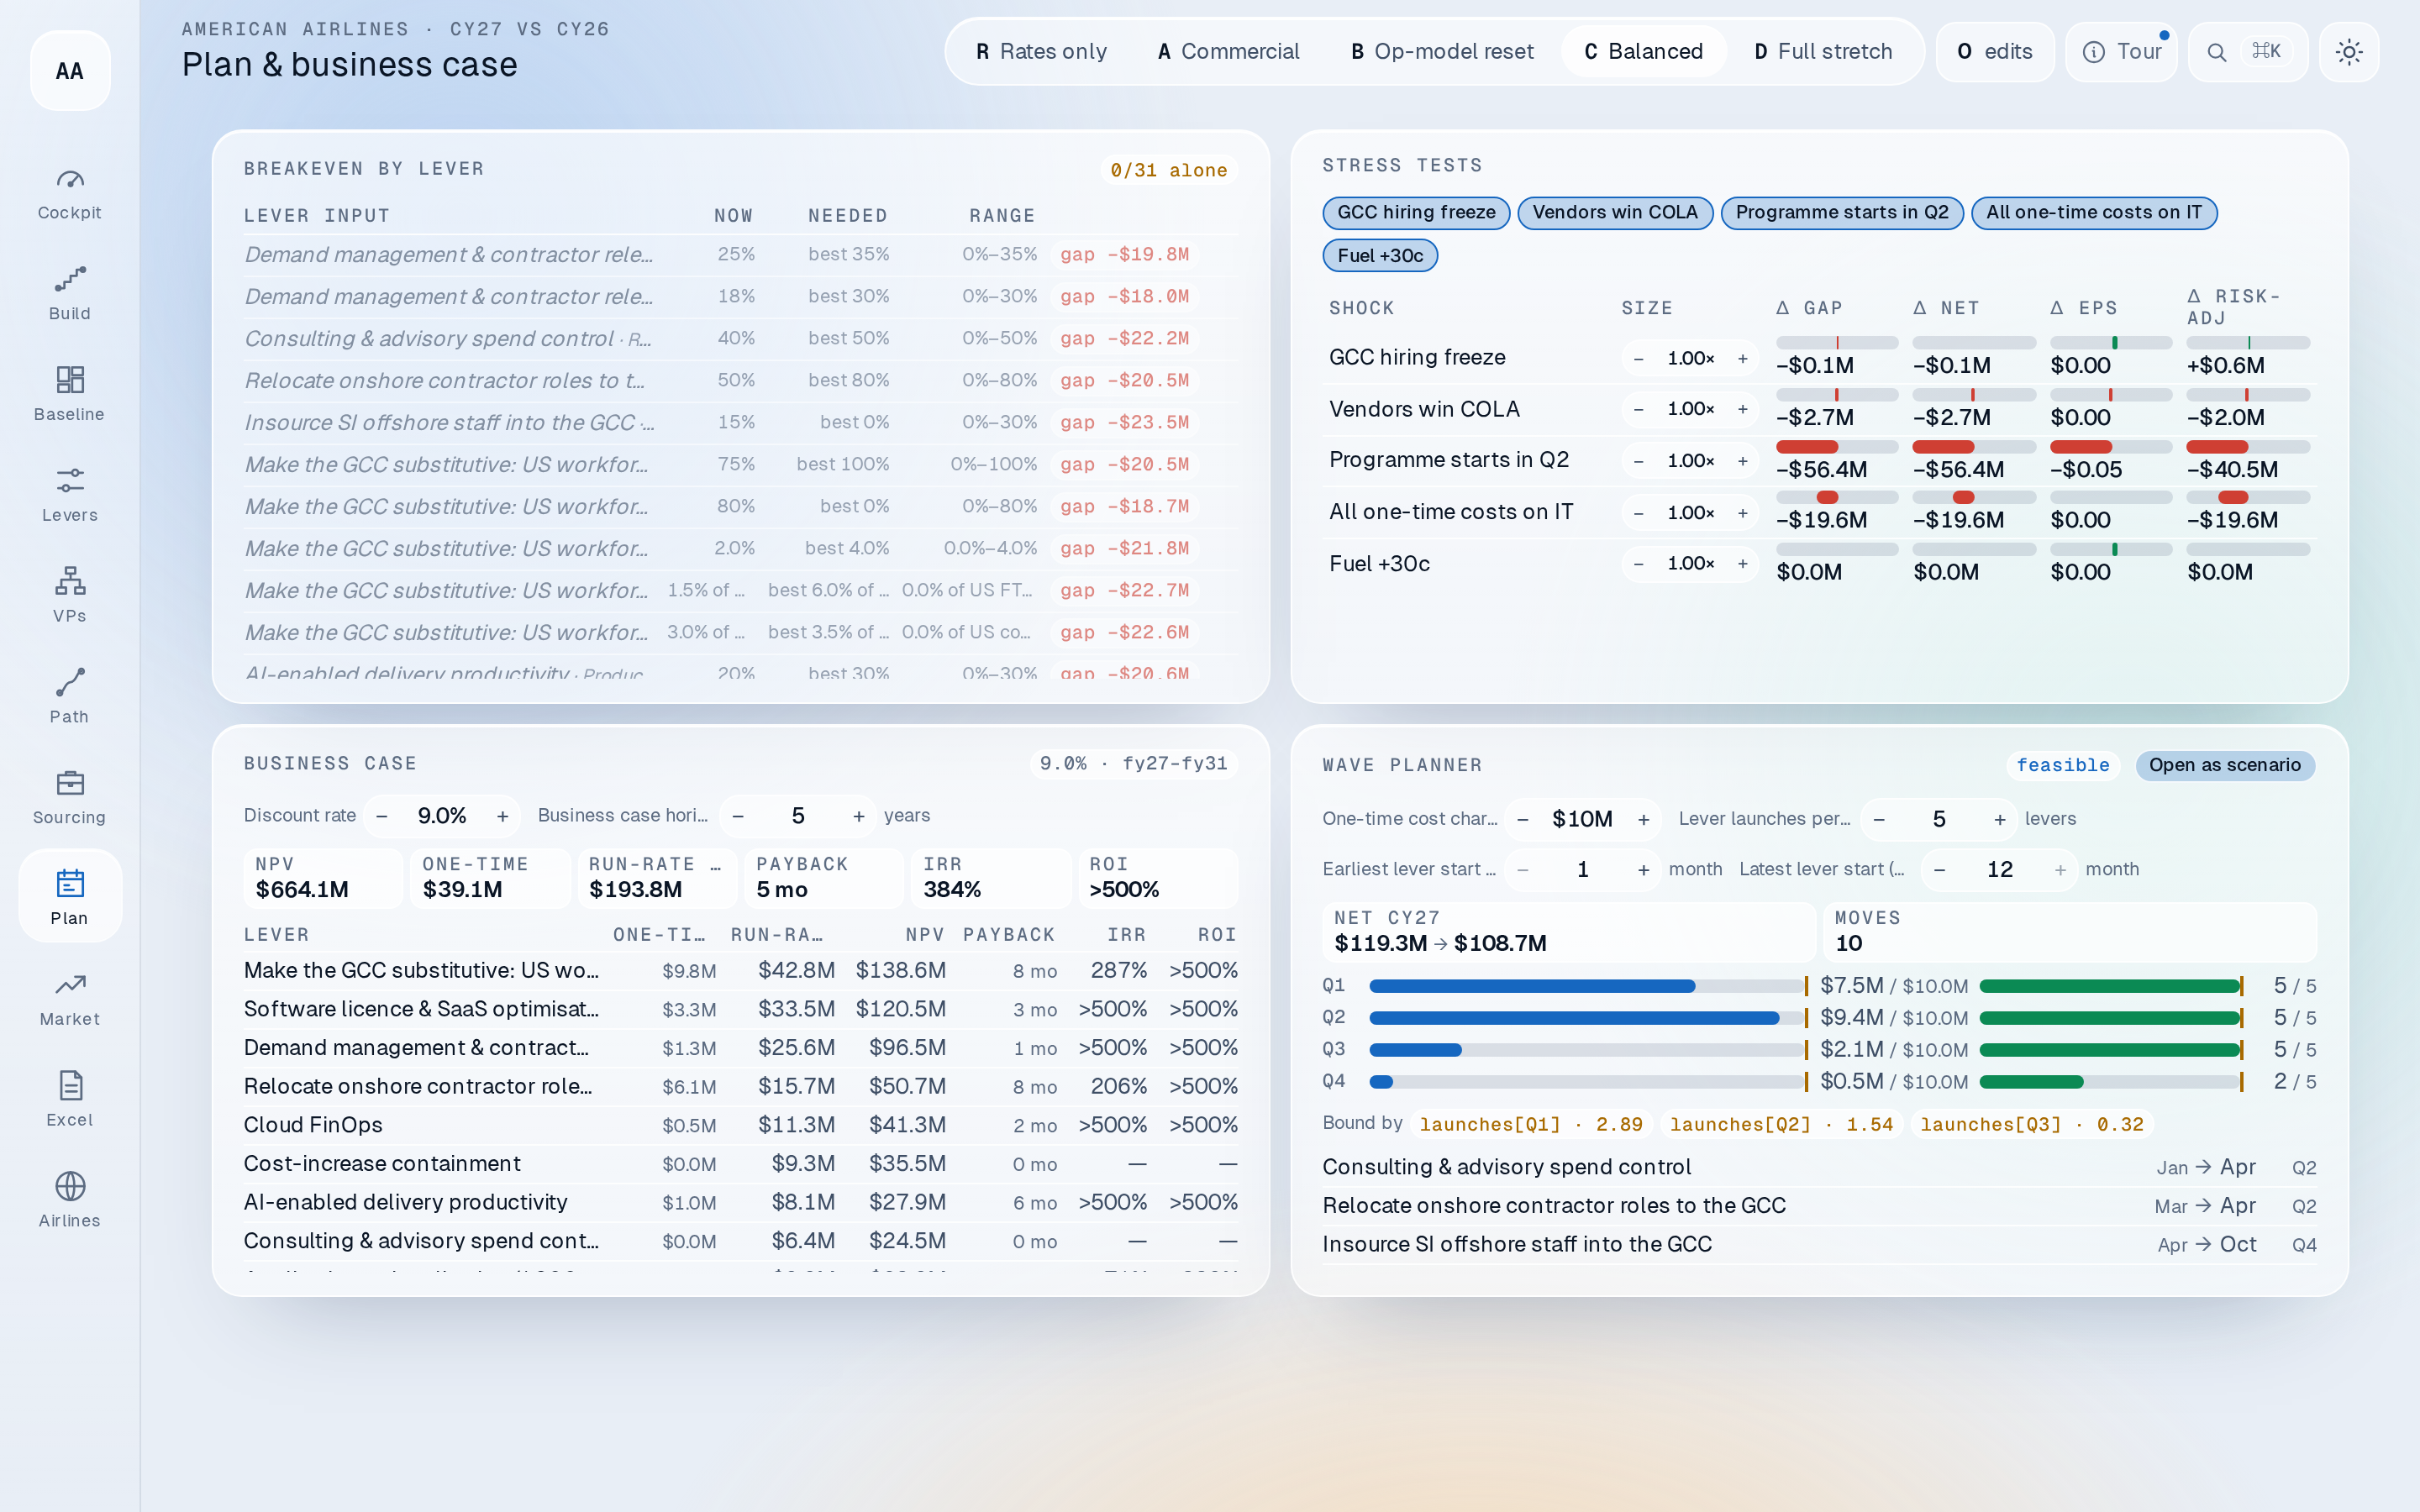 AA
Cockpit
Build
Baseline
Levers
VPs
Path
Sourcing
Plan
Market
Excel
Airlines
AMERICAN AIRLINES · CY27 VS CY26
Plan & business case
R Rates only A Commercial B Op-model reset C Balanced D Full stretch
0 edits
Tour
⌘K
BREAKEVEN BY LEVER 0/31 alone
LEVER INPUT NOW NEEDED RANGE
Demand management & contractor rele... 25% best 35% 0%–35% gap −$19.8M
Demand management & contractor rele... 18% best 30% 0%–30% gap −$18.0M
Consulting & advisory spend control · R... 40% best 50% 0%–50% gap −$22.2M
Relocate onshore contractor roles to t... 50% best 80% 0%–80% gap −$20.5M
Insource SI offshore staff into the GCC ·... 15% best 0% 0%–30% gap −$23.5M
Make the GCC substitutive: US workfor... 75% best 100% 0%–100% gap −$20.5M
Make the GCC substitutive: US workfor... 80% best 0% 0%–80% gap −$18.7M
Make the GCC substitutive: US workfor... 2.0% best 4.0% 0.0%–4.0% gap −$21.8M
Make the GCC substitutive: US workfor... 1.5% of ... best 6.0% of ... 0.0% of US FT... gap −$22.7M
Make the GCC substitutive: US workfor... 3.0% of ... best 3.5% of ... 0.0% of US co... gap −$22.6M
AI-enabled delivery productivity · Produc 20% best 30% 0%–30% gap −$20.6M
STRESS TESTS
GCC hiring freeze Vendors win COLA Programme starts in Q2 All one-time costs on IT
Fuel +30c
SHOCK SIZE Δ GAP Δ NET Δ EPS Δ RISK-
ADJ
GCC hiring freeze − 1.00× + −$0.1M −$0.1M $0.00 +$0.6M
Vendors win COLA − 1.00× + −$2.7M −$2.7M $0.00 −$2.0M
Programme starts in Q2 − 1.00× + −$56.4M −$56.4M −$0.05 −$40.5M
All one-time costs on IT − 1.00× + −$19.6M −$19.6M $0.00 −$19.6M
Fuel +30c − 1.00× + $0.0M $0.0M $0.00 $0.0M
BUSINESS CASE 9.0% · fy27–fy31
Discount rate − 9.0% + Business case hori... − 5 + years
NPV ONE-TIME RUN-RATE ... PAYBACK IRR ROI
$664.1M $39.1M $193.8M 5 mo 384% >500%
LEVER ONE-TI... RUN-RA... NPV PAYBACK IRR ROI
Make the GCC substitutive: US wo... $9.8M $42.8M $138.6M 8 mo 287% >500%
Software licence & SaaS optimisat... $3.3M $33.5M $120.5M 3 mo >500% >500%
Demand management & contract... $1.3M $25.6M $96.5M 1 mo >500% >500%
Relocate onshore contractor role... $6.1M $15.7M $50.7M 8 mo 206% >500%
Cloud FinOps $0.5M $11.3M $41.3M 2 mo >500% >500%
Cost-increase containment $0.0M $9.3M $35.5M 0 mo — —
AI-enabled delivery productivity $1.0M $8.1M $27.9M 6 mo >500% >500%
Consulting & advisory spend cont... $0.0M $6.4M $24.5M 0 mo — —
WAVE PLANNER feasible Open as scenario
One-time cost char... − $10M + Lever launches per... − 5 + levers
Earliest lever start ... − 1 + month Latest lever start (... − 12 + month
NET CY27 MOVES
$119.3M → $108.7M 10
Q1 $7.5M / $10.0M 5 / 5
Q2 $9.4M / $10.0M 5 / 5
Q3 $2.1M / $10.0M 5 / 5
Q4 $0.5M / $10.0M 2 / 5
Bound by launches[Q1] · 2.89 launches[Q2] · 1.54 launches[Q3] · 0.32
Consulting & advisory spend control Jan → Apr Q2
Relocate onshore contractor roles to the GCC Mar → Apr Q2
Insource SI offshore staff into the GCC Apr → Oct Q4